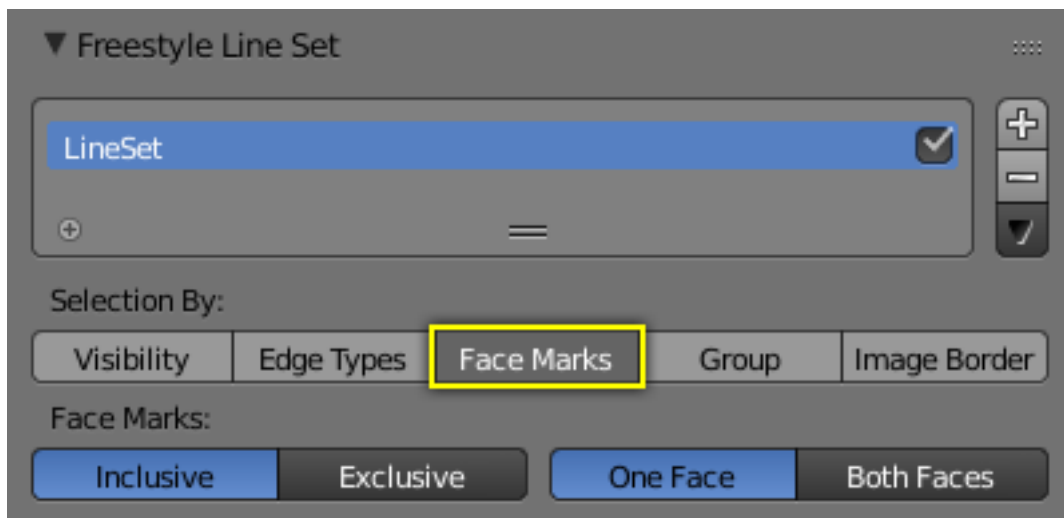 Freestyle Line Set
LineSet
Selection By:
Visibility Edge Types Face Marks Group Image Border
Face Marks:
Inclusive Exclusive One Face Both Faces